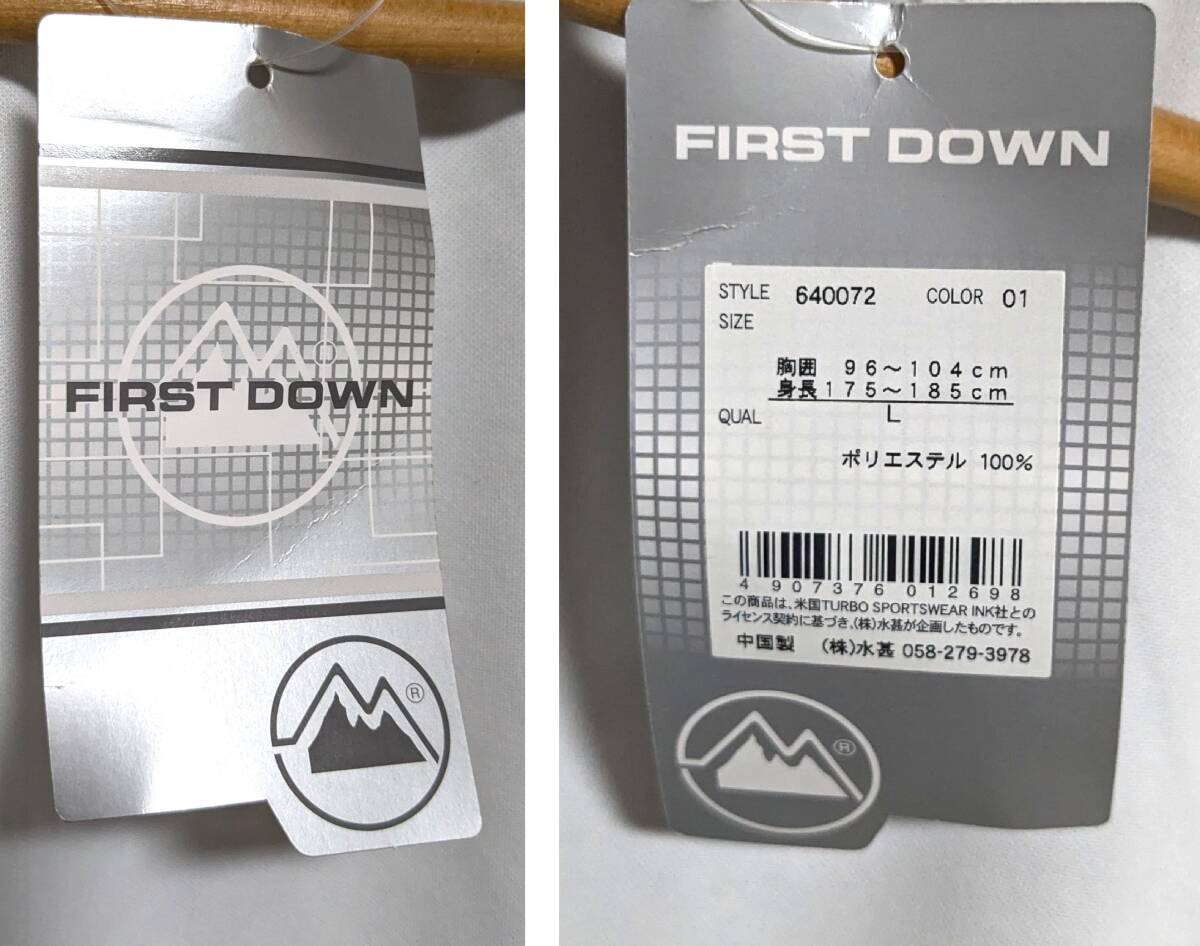 FIRST DOWN
®
FIRST DOWN
STYLE 640072 COLOR 01
SIZE
胸囲 96～104cm
身長175～185cm
QUAL L
ポリエステル 100%
4 907376 012698
この商品は、米国TURBO SPORTSWEAR INK社との
ライセンス契約に基づき、(株)水甚が企画したものです。
中国製 (株)水甚 058-279-3978
®